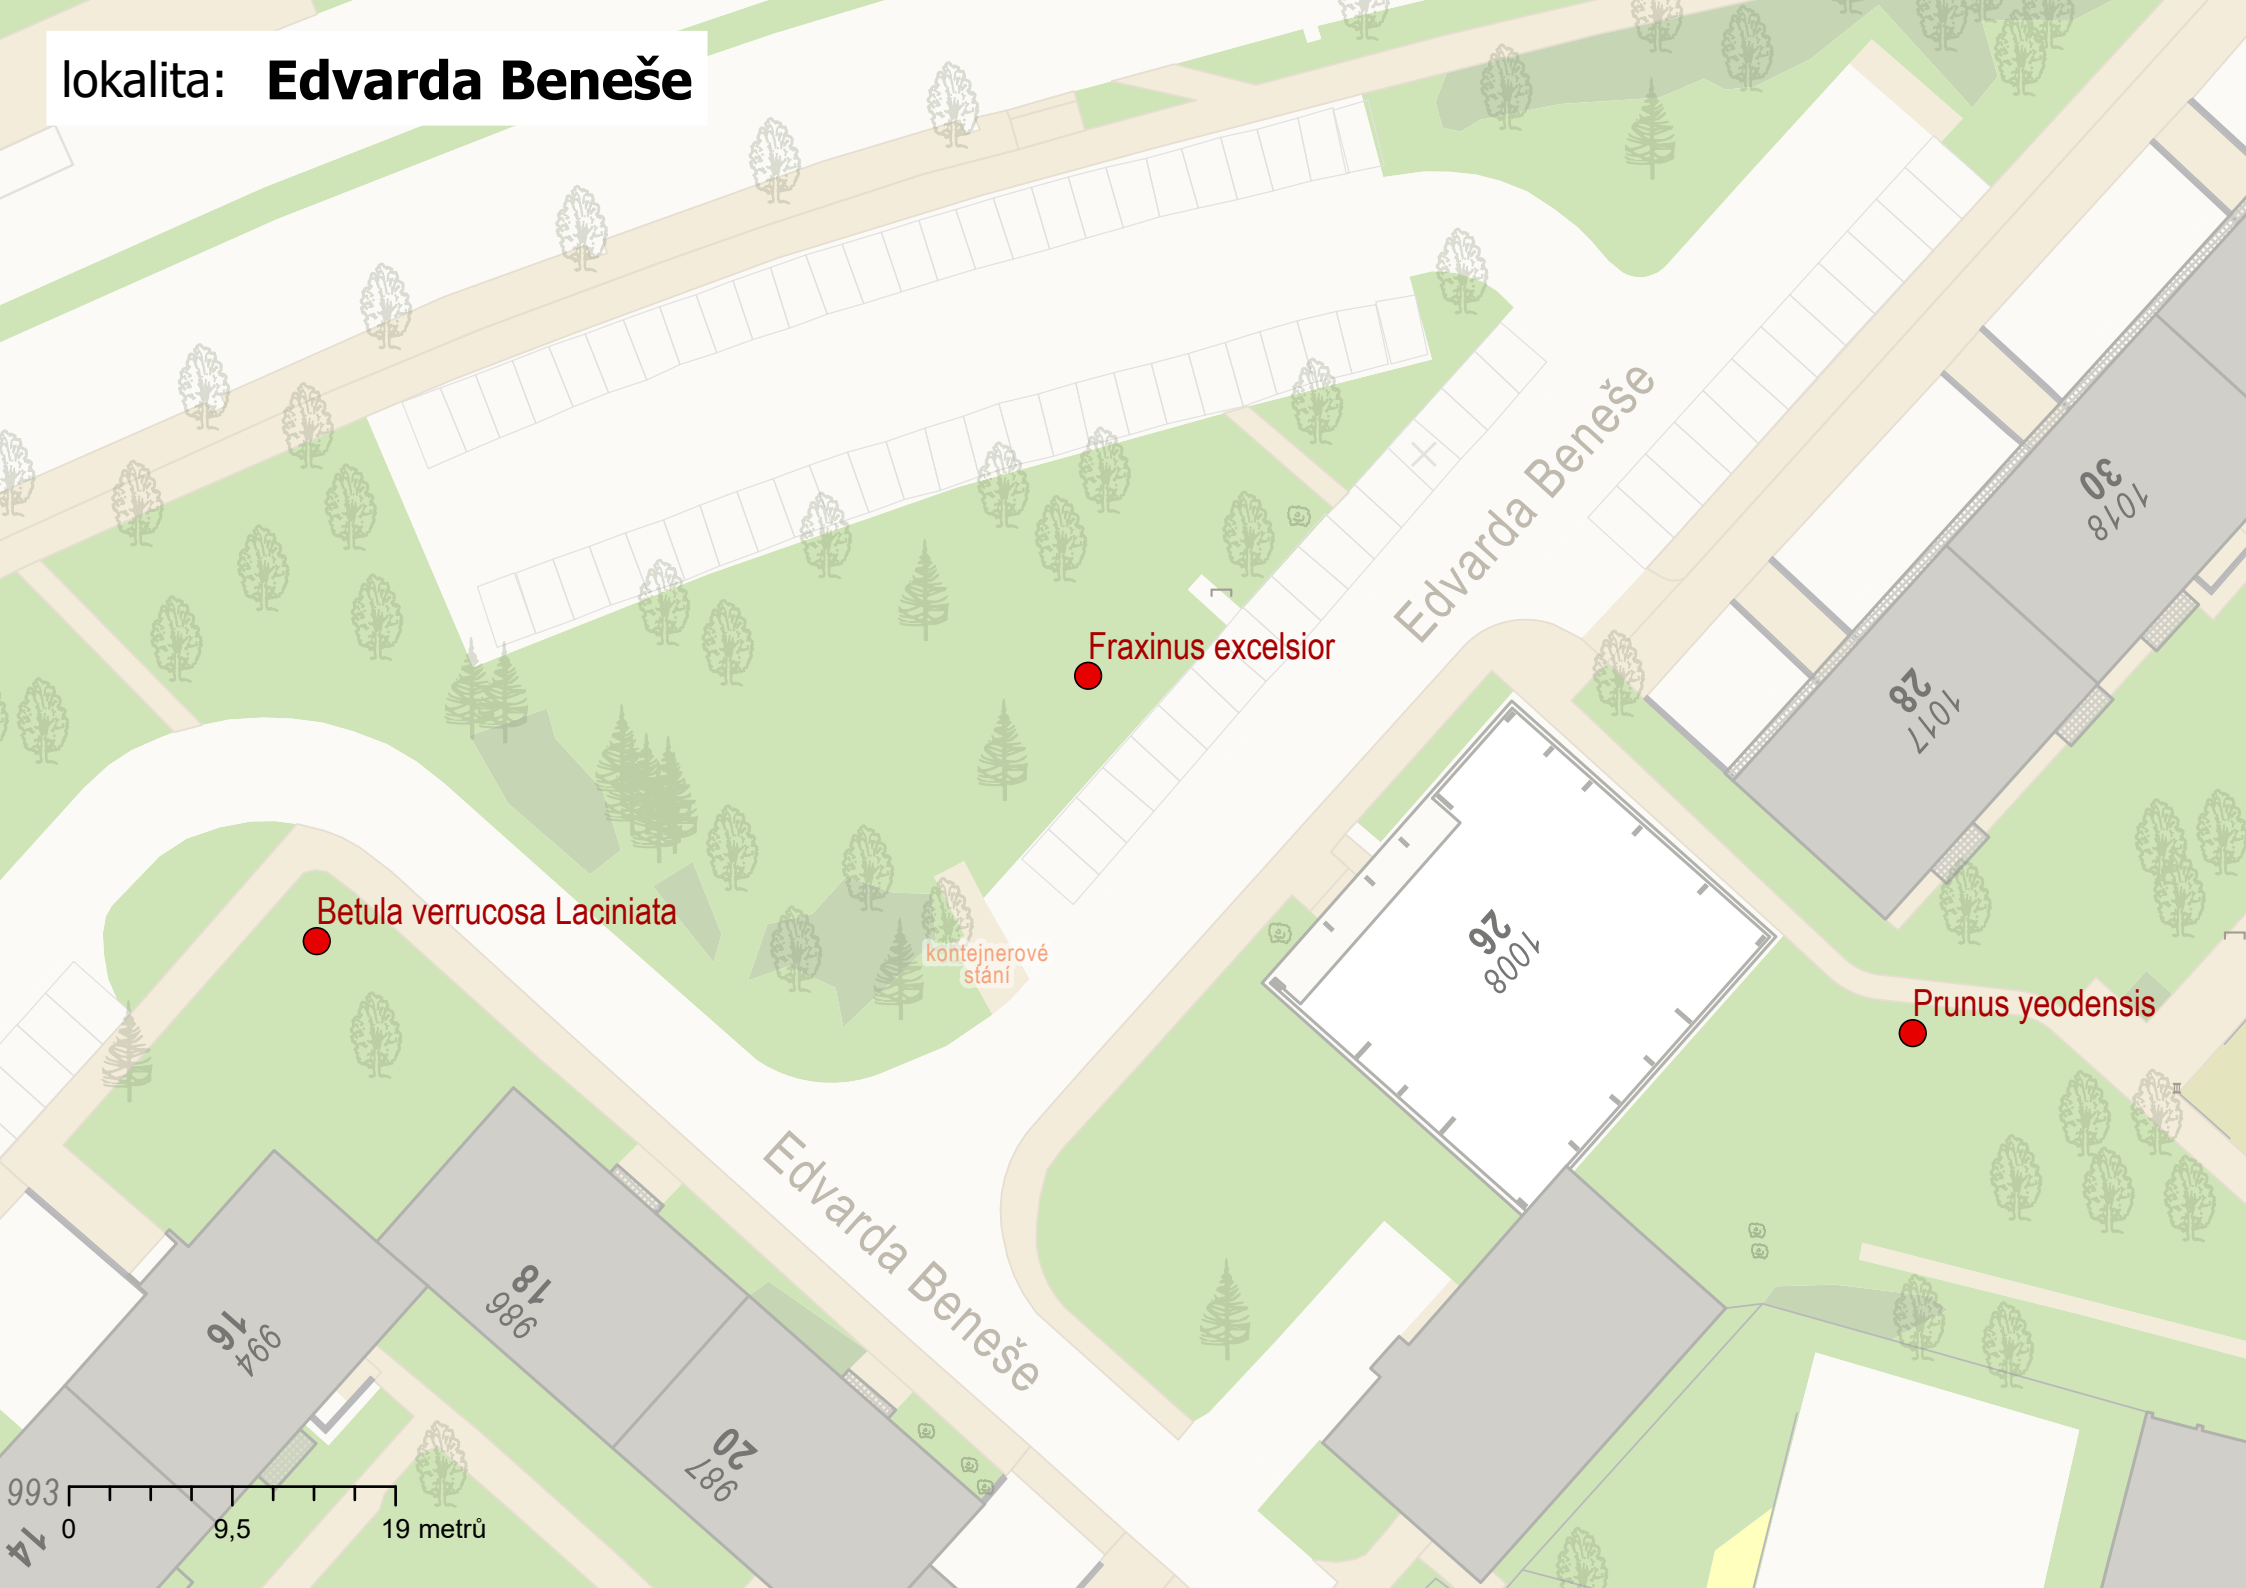 lokalita: Edvarda Beneše
Edvarda Beneše
30
1018
Fraxinus excelsior
28
1017
Betula verrucosa Laciniata
kontejnerové
stání
26
1008
Prunus yeodensis
Edvarda Beneše
18
986
16
994
20
987
993
14
0 9,5 19 metrů